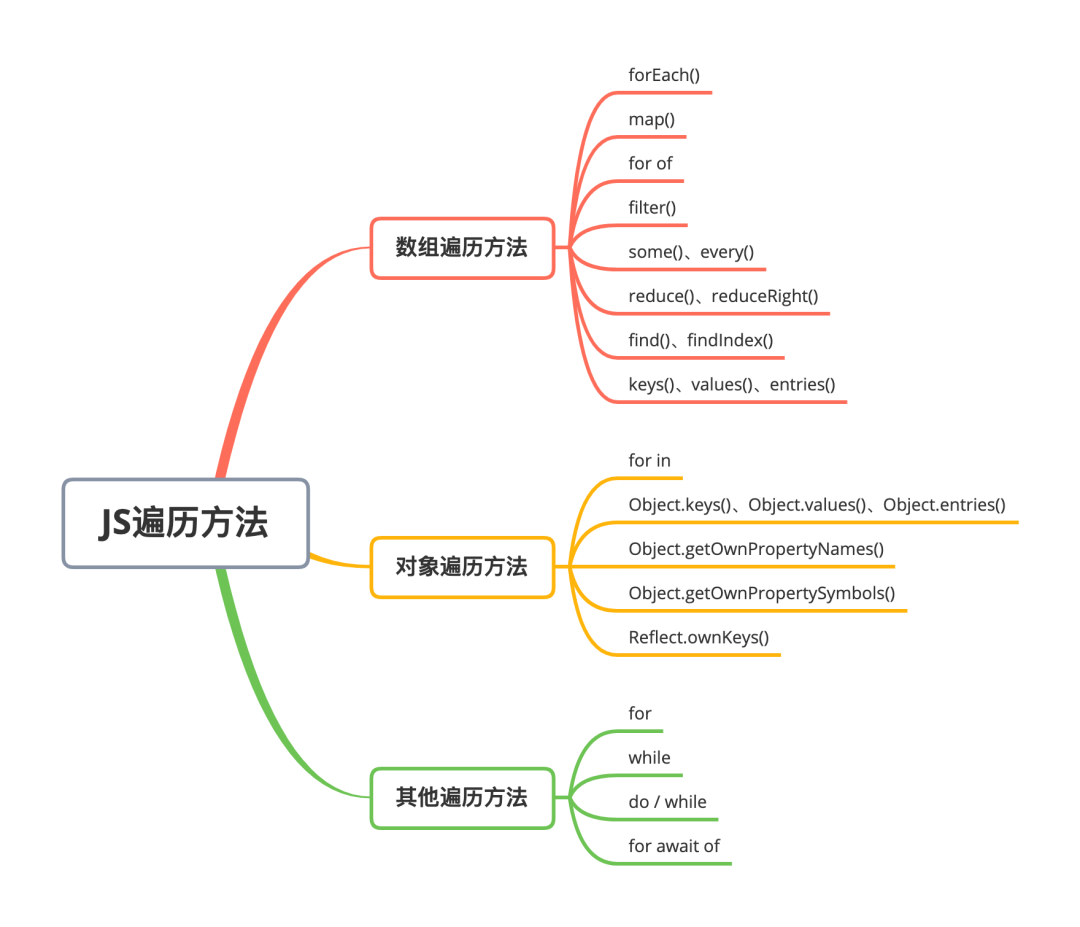 JS遍历方法
数组遍历方法
forEach()
map()
for of
filter()
some()、every()
reduce()、reduceRight()
find()、findIndex()
keys()、values()、entries()
对象遍历方法
for in
Object.keys()、Object.values()、Object.entries()
Object.getOwnPropertyNames()
Object.getOwnPropertySymbols()
Reflect.ownKeys()
其他遍历方法
for
while
do / while
for await of